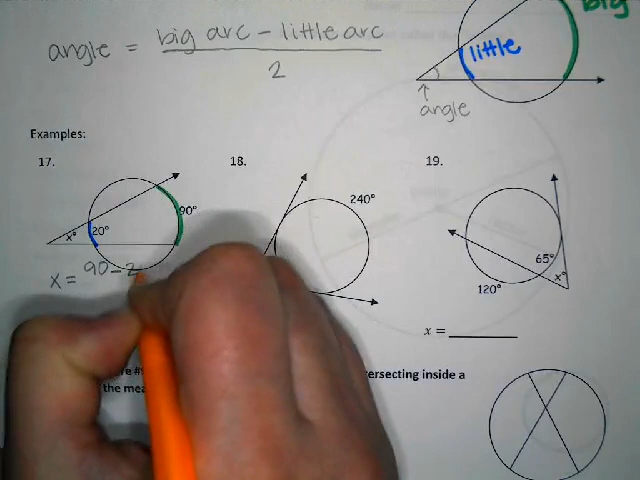 big
angle = big arc - little arc
2
little
angle
Examples:
17.
18.
19.
90°
20°
x°
240°
65°
x°
120°
x = 90-2
x =
re #
ersecting inside a
the mea